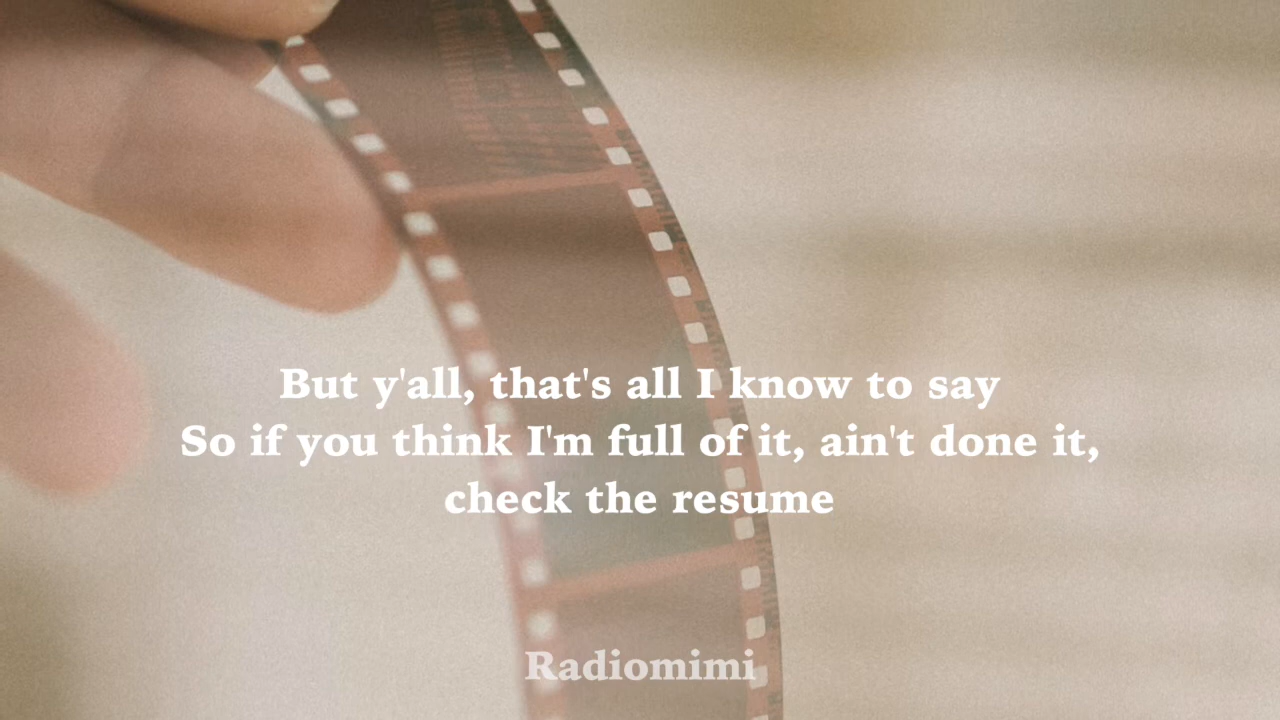 But y'all, that's all I know to say
So if you think I'm full of it, ain't done it,
check the resume
Radiomimi